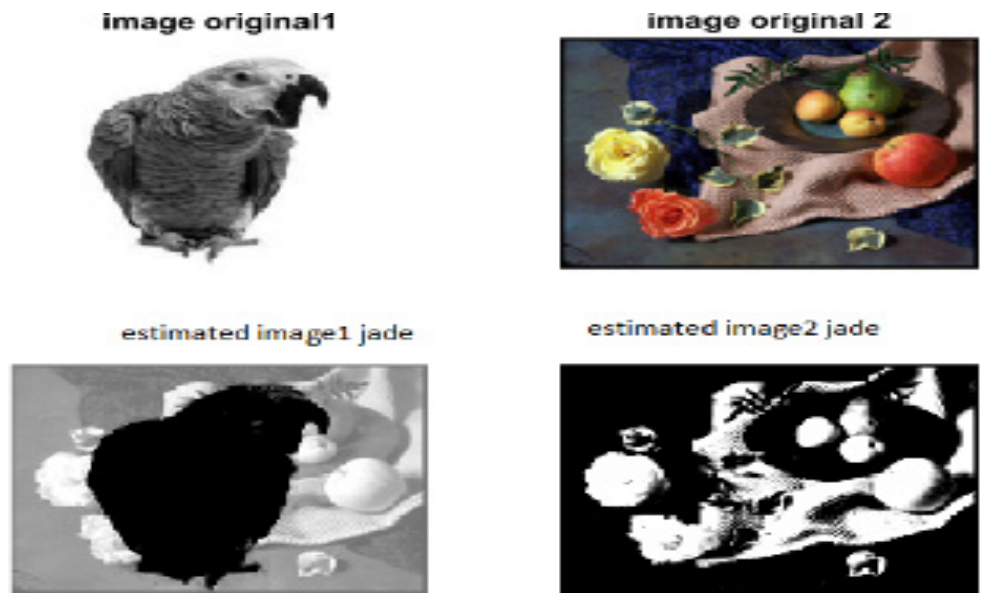 image original1
image original 2
estimated image1 jade
estimated image2 jade